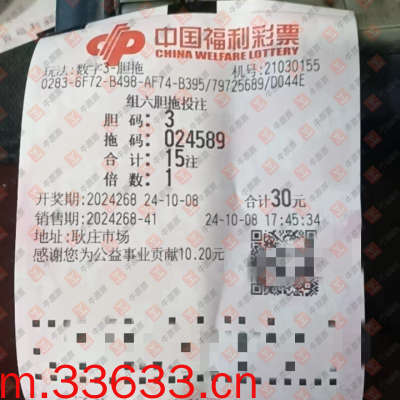 中国福利彩票
CHINA WELFARE LOTTERY
玩法:数字3-胆拖 机号:21030155
0283-6F72-B498-AF74-B395/79725689/D044E
组六胆拖投注
胆 码: 3
拖 码: 024589
合 计: 15注
倍 数: 1
开奖期:2024268 24-10-08 合计30元
销售期:2024268-41 24-10-08 17:45:34
地址:耿庄市场
感谢您为公益事业贡献10.20元
m.33633.cn